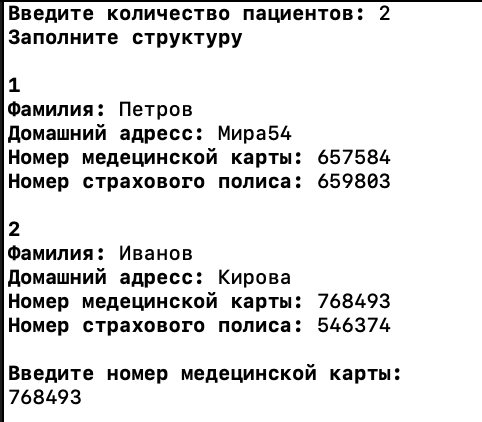 Введите количество пациентов: 2
Заполните структуру
1
Фамилия: Петров
Домашний адресс: Мира54
Номер медецинской карты: 657584
Номер страхового полиса: 659803
2
Фамилия: Иванов
Домашний адресс: Кирова
Номер медецинской карты: 768493
Номер страхового полиса: 546374
Введите номер медецинской карты:
768493